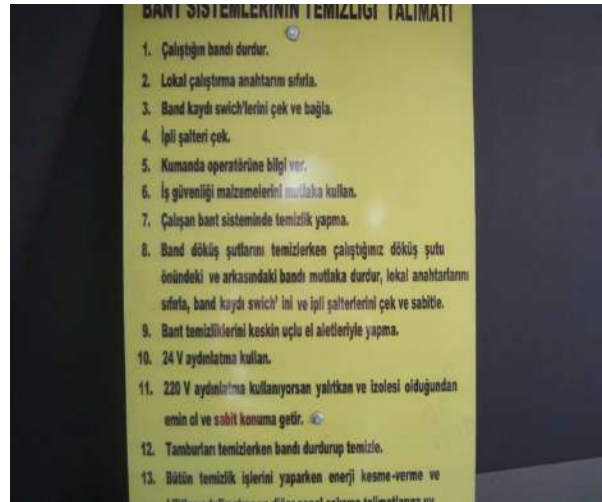 BANT SİSTEMLERİNİN TEMİZLİĞİ TALİMATI
1. Çalıştığın bandı durdur.
2. Lokal çalıştırma anahtarını sıfırla.
3. Band kaydı swich'lerini çek ve bağla.
4. İpli şalteri çek.
5. Kumanda operatörüne bilgi ver.
6. İş güvenliği malzemelerini mutlaka kullan.
7. Çalışan bant sisteminde temizlik yapma.
8. Band döküş şutlarını temizlerken çalıştığınız döküş şutu
önündeki ve arkasındaki bandı mutlaka durdur, lokal anahtarlarını
sıfırla, band kaydı swich' ini ve ipli şalterlerini çek ve sabitle.
9. Bant temizliklerini keskin uçlu el aletleriyle yapma.
10. 24 V aydınlatma kullan.
11. 220 V aydınlatma kullanıyorsan yalıtkan ve izolesi olduğundan
emin ol ve sabit konuma getir.
12. Tamburları temizlerken bandı durdurup temizle.
13. Bütün temizlik işlerini yaparken enerji kesme-verme ve